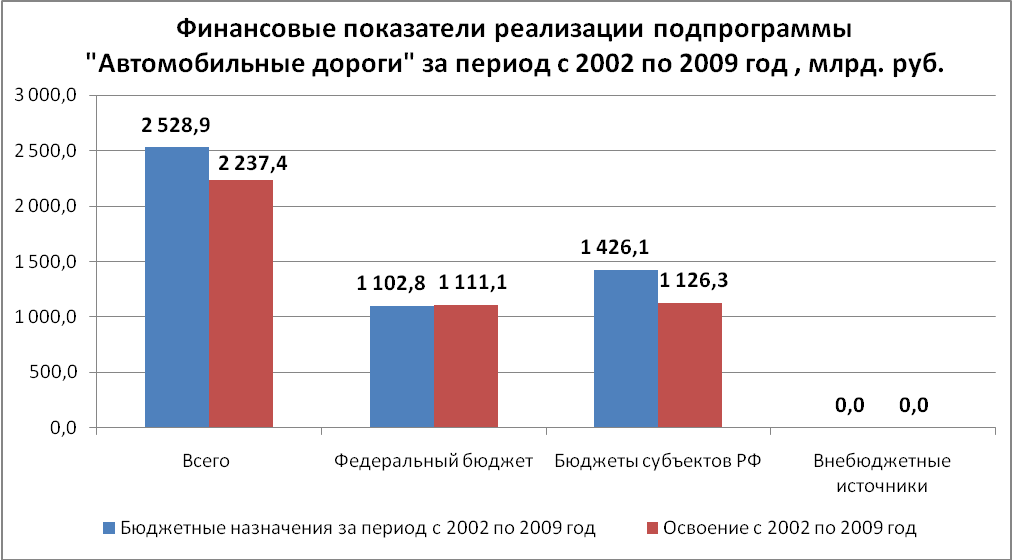 Финансовые показатели реализации подпрограммы
"Автомобильные дороги" за период с 2002 по 2009 год , млрд. руб.
3 000,0
2 500,0
2 000,0
1 500,0
1 000,0
500,0
0,0
2 528,9
2 237,4
1 102,8
1 111,1
1 426,1
1 126,3
0,0
0,0
Всего
Федеральный бюджет
Бюджеты субъектов РФ
Внебюджетные
источники
Бюджетные назначения за период с 2002 по 2009 год
Освоение с 2002 по 2009 год